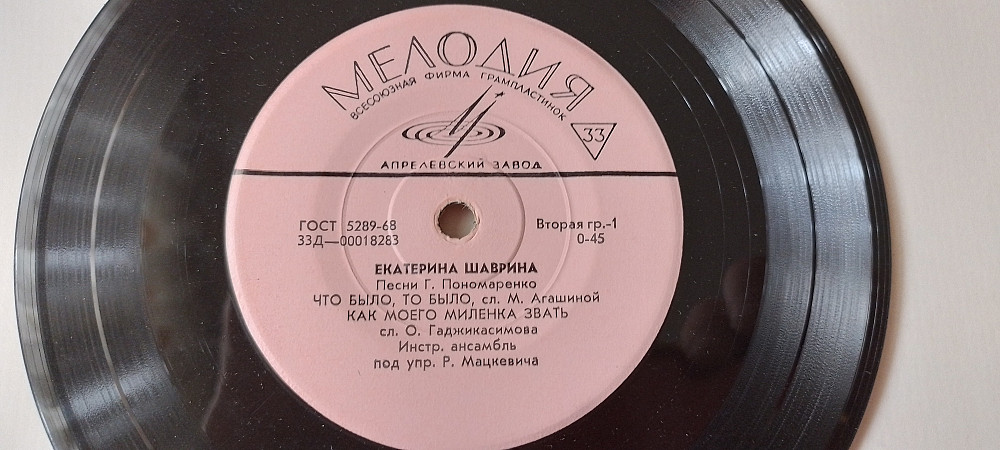 МЕЛОДИЯ
ВСЕСОЮЗНАЯ ФИРМА ГРАМПЛАСТИНОК
33
АПРЕЛЕВСКИЙ ЗАВОД
ГОСТ 5289-68
33Д—00018283
Вторая гр.-1
0-45
ЕКАТЕРИНА ШАВРИНА
Песни Г. Пономаренко
ЧТО БЫЛО, ТО БЫЛО, сл. М. Агашиной
КАК МОЕГО МИЛЕНКА ЗВАТЬ
сл. О. Гаджикасимова
Инстр. ансамбль
под упр. Р. Мацкевича